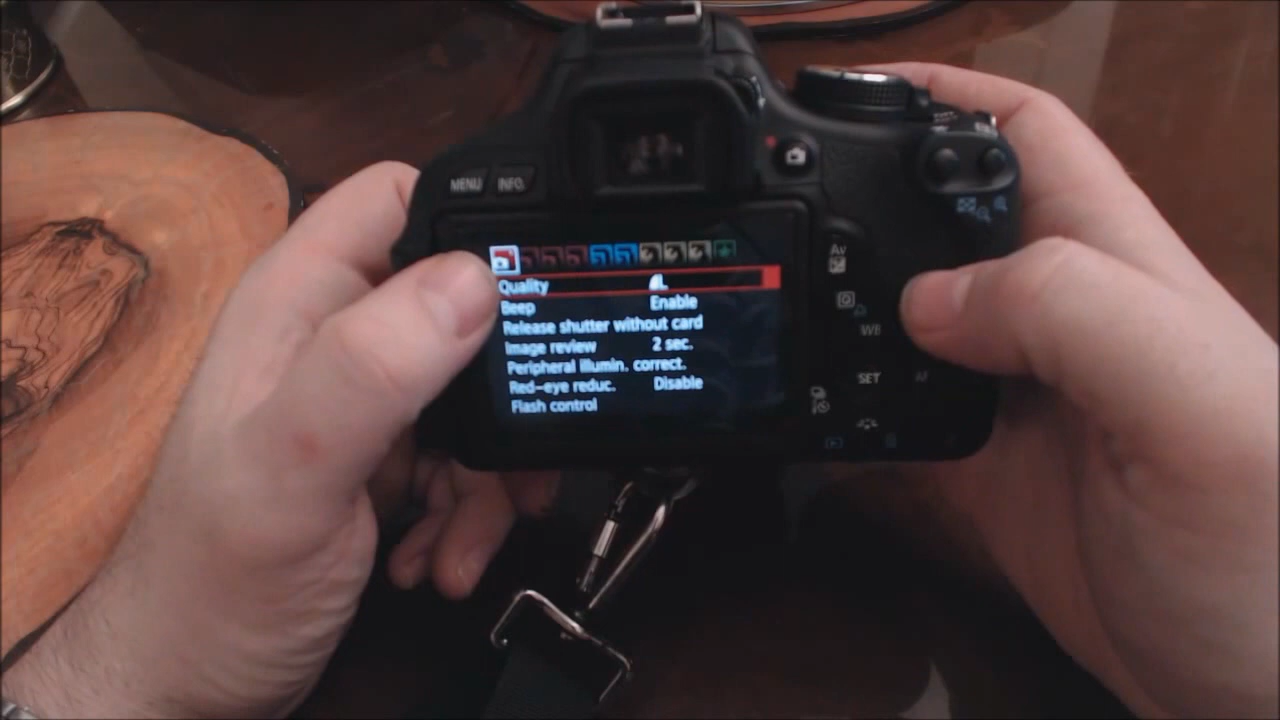 MENU INFO.
Av
Quality L
Beep Enable
Release shutter without card
Image review 2 sec.
Peripheral illumin. correct.
Red-eye reduc. Disable
Flash control
Q
WB
SET AF